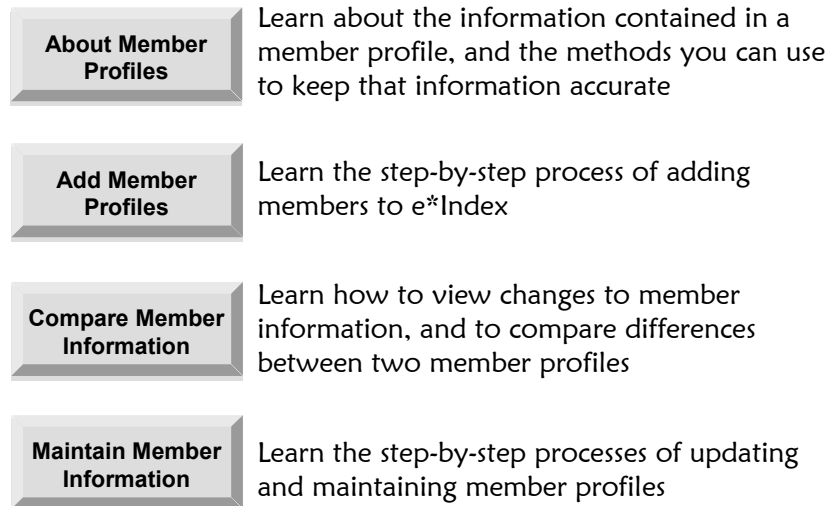 About Member
Profiles
Learn about the information contained in a
member profile, and the methods you can use
to keep that information accurate
Add Member
Profiles
Learn the step-by-step process of adding
members to e*Index
Compare Member
Information
Learn how to view changes to member
information, and to compare differences
between two member profiles
Maintain Member
Information
Learn the step-by-step processes of updating
and maintaining member profiles